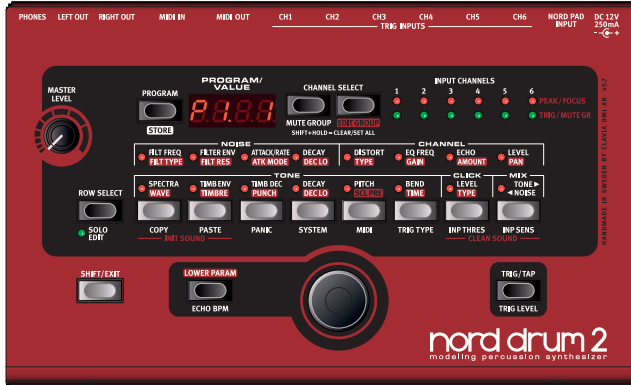 PHONES LEFT OUT RIGHT OUT MIDI IN MIDI OUT CH1 CH2 CH3 CH4 CH5 CH6 NORD PAD INPUT DC 12V 250mA
TRIG INPUTS
MASTER LEVEL
PROGRAM
STORE
PROGRAM/VALUE
P1.1
CHANNEL SELECT
MUTE GROUP EDIT GROUP
SHIFT+HOLD = CLEAR/SET ALL
INPUT CHANNELS
1 2 3 4 5 6
PEAK/FOCUS
TRIG/MUTE GR
NOISE CHANNEL
FILT FREQ FILTER ENV ATTACK/RATE DECAY DISTORT EQ FREQ ECHO LEVEL
FILT TYPE FILT RES ATK MODE DEC LO TYPE GAIN AMOUNT PAN
TONE CLICK MIX
SPECTRA TIMB ENV TIMB DEC DECAY PITCH BEND LEVEL TONE
WAVE TIMBRE PUNCH DEC LO SCL PRE TIME TYPE NOISE
ROW SELECT
SOLO EDIT
COPY PASTE PANIC SYSTEM MIDI TRIG TYPE INP THRES INP SENS
INIT SOUND CLEAN SOUND
SHIFT/EXIT
LOWER PARAM
ECHO BPM
TRIG/TAP
TRIG LEVEL
nord drum 2
modeling percussion synthesizer
HANDMADE IN SWEDEN BY CLAVIA DMI AB